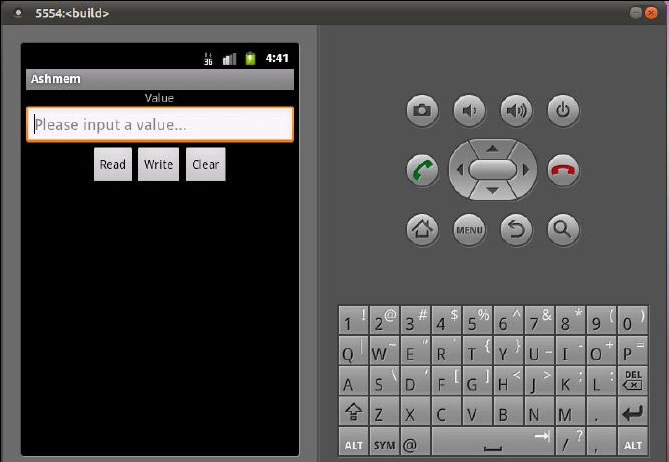 5554:<build>
36 4:41
Ashmem
Value
Please input a value...
Read Write Clear
MENU
1 ! 2 @ 3 # 4 $ 5 % 6 ^ 7 & 8 * 9 ( 0 )
Q | W ~ E " R ` T { Y } U _ I - O + P =
A S \ D ' F [ G ] H < J > K ; L : DEL
Z X C V B N M .
ALT SYM @ / ? , ALT